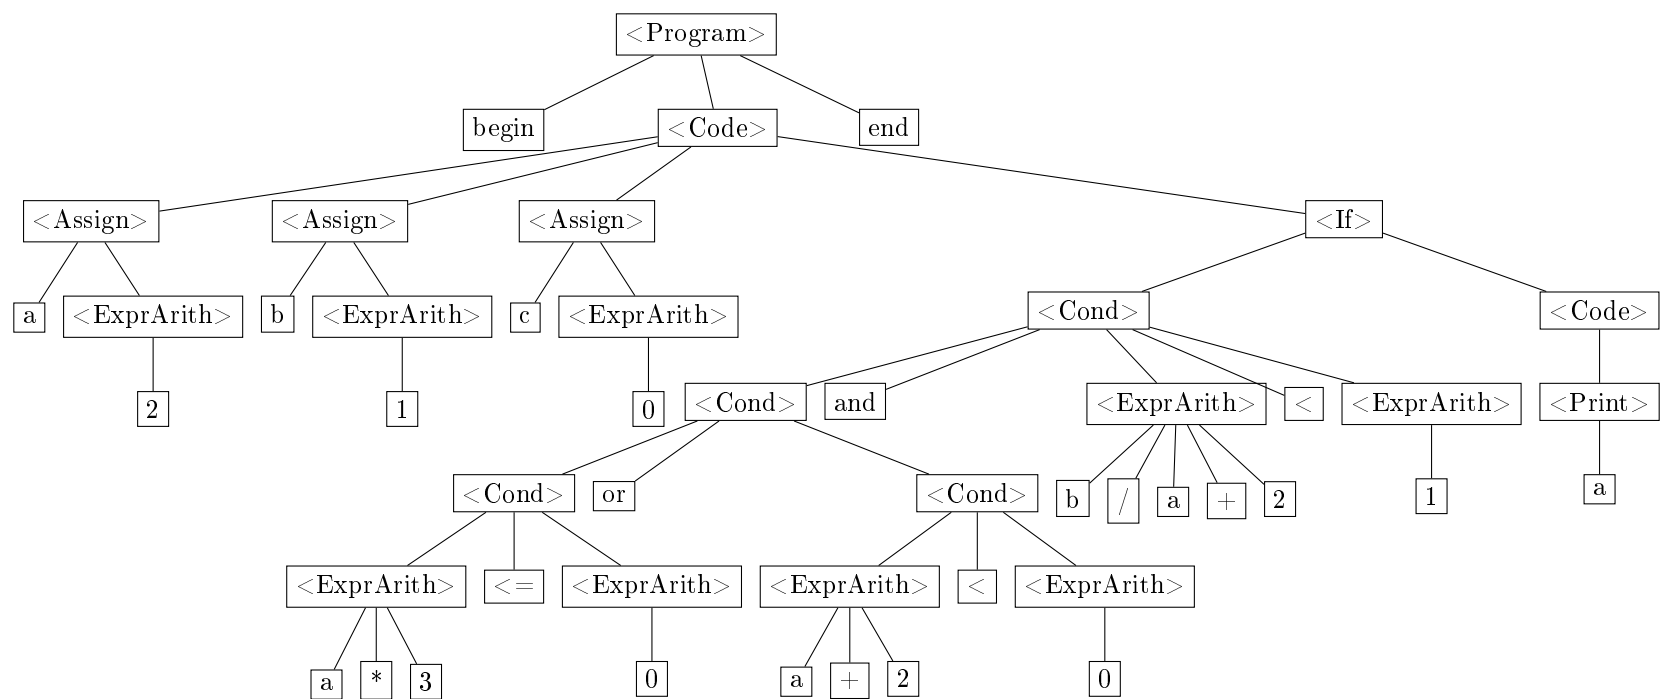 <Program>
begin <Code> end
<Assign> <Assign> <Assign> <If>
a <ExprArith> b <ExprArith> c <ExprArith> <Cond> <Code>
2 1 0 <Cond> and <ExprArith> < <ExprArith> <Print>
<Cond> or <Cond> b / a + 2 1 a
<ExprArith> <= <ExprArith> <ExprArith> < <ExprArith>
a * 3 0 a + 2 0